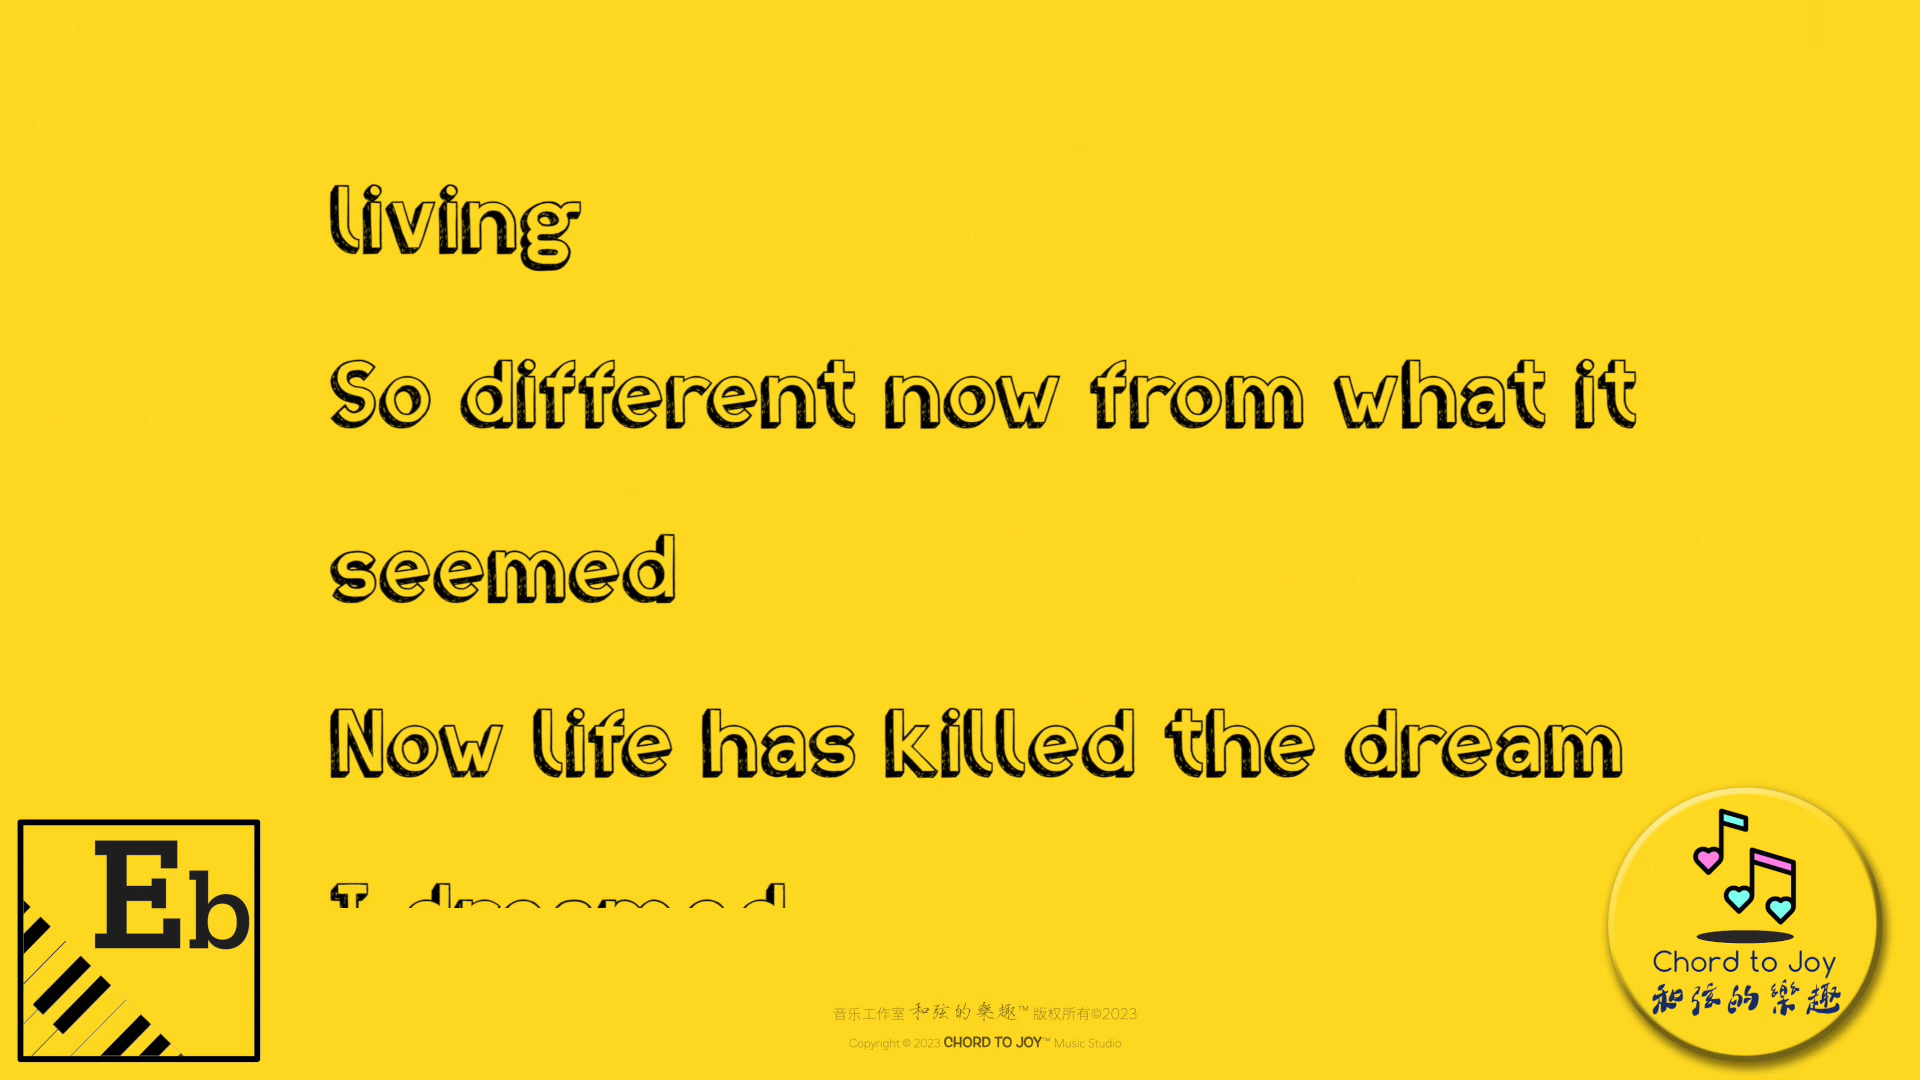 living
So different now from what it
seemed
Now life has killed the dream
I dreamed
Eb
Chord to Joy
和弦的樂趣
音乐工作室 和弦的樂趣™ 版权所有©2023
Copyright © 2023 CHORD TO JOY™ Music Studio